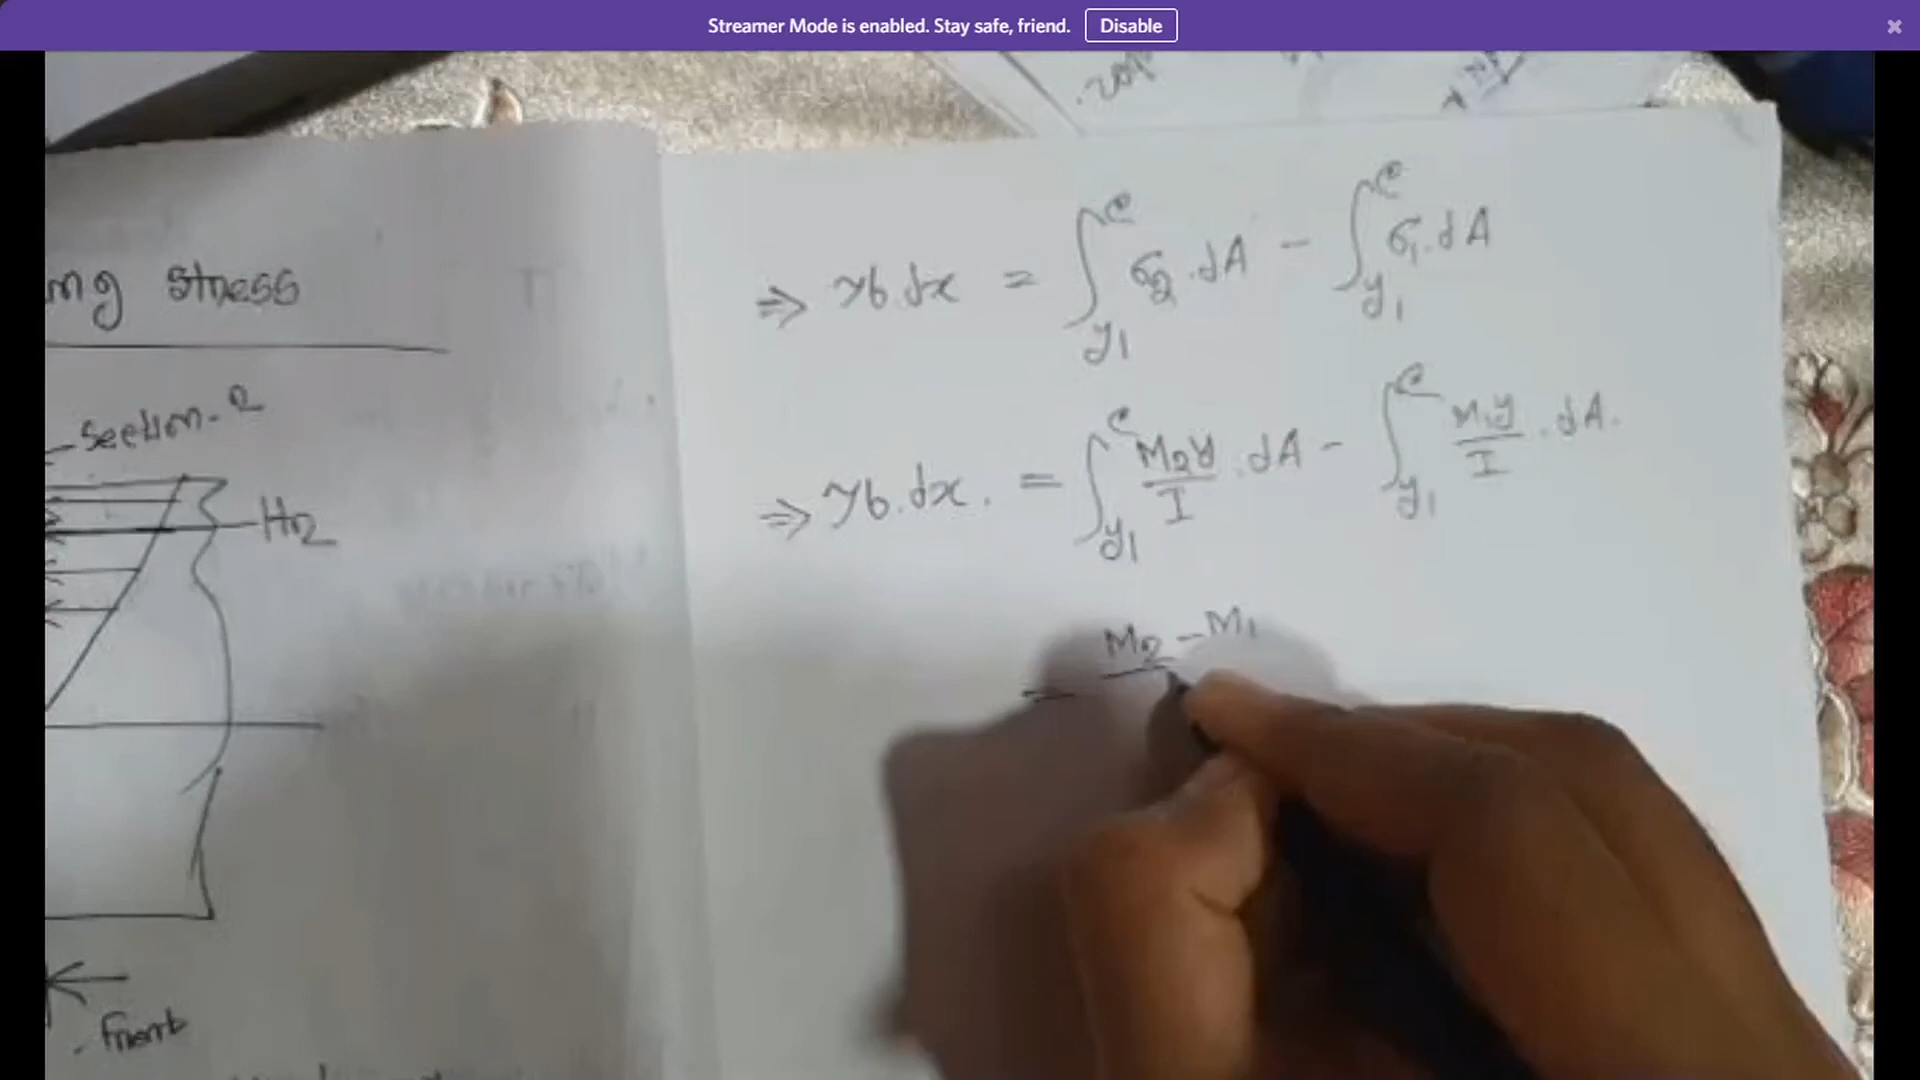 Streamer Mode is enabled. Stay safe, friend. Disable
ing stress
Section-2
H2
Front
⇒ τb.dx = ∫_{y1}^{c} σ2.dA - ∫_{y1}^{c} σ1.dA
⇒ τb.dx. = ∫_{y1}^{c} M2y/I .dA - ∫_{y1}^{c} M1y/I .dA.
= M2 - M1